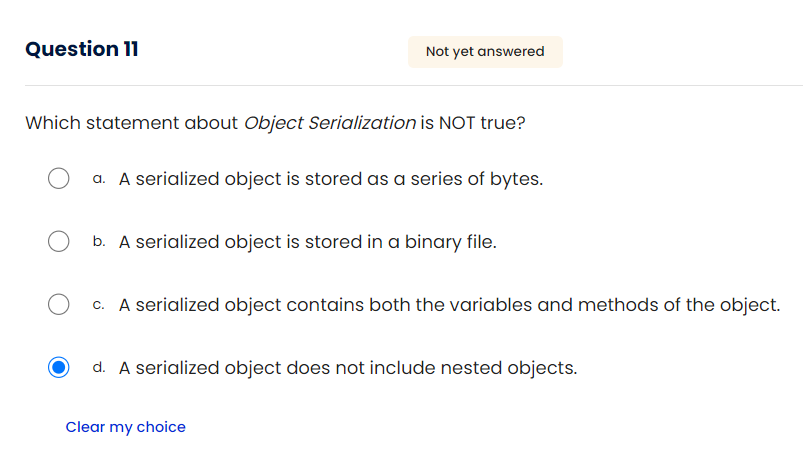 Question 11
Not yet answered
Which statement about Object Serialization is NOT true?
a. A serialized object is stored as a series of bytes.
b. A serialized object is stored in a binary file.
c. A serialized object contains both the variables and methods of the object.
d. A serialized object does not include nested objects.
Clear my choice